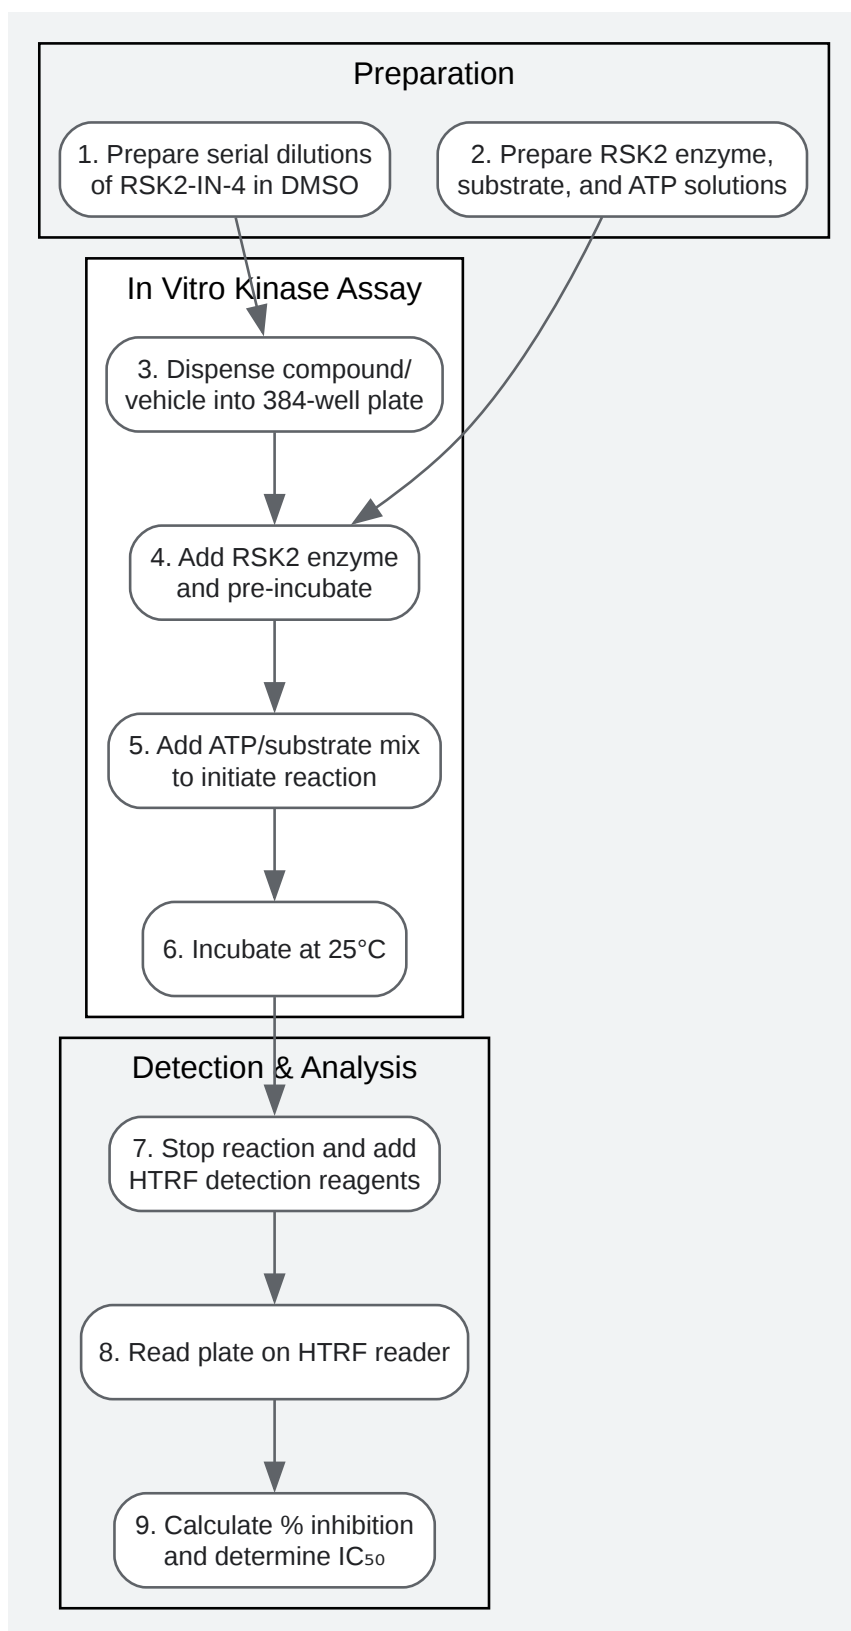 Preparation
1. Prepare serial dilutions
of RSK2-IN-4 in DMSO
2. Prepare RSK2 enzyme,
substrate, and ATP solutions
In Vitro Kinase Assay
3. Dispense compound/
vehicle into 384-well plate
4. Add RSK2 enzyme
and pre-incubate
5. Add ATP/substrate mix
to initiate reaction
6. Incubate at 25°C
Detection & Analysis
7. Stop reaction and add
HTRF detection reagents
8. Read plate on HTRF reader
9. Calculate % inhibition
and determine IC₅₀